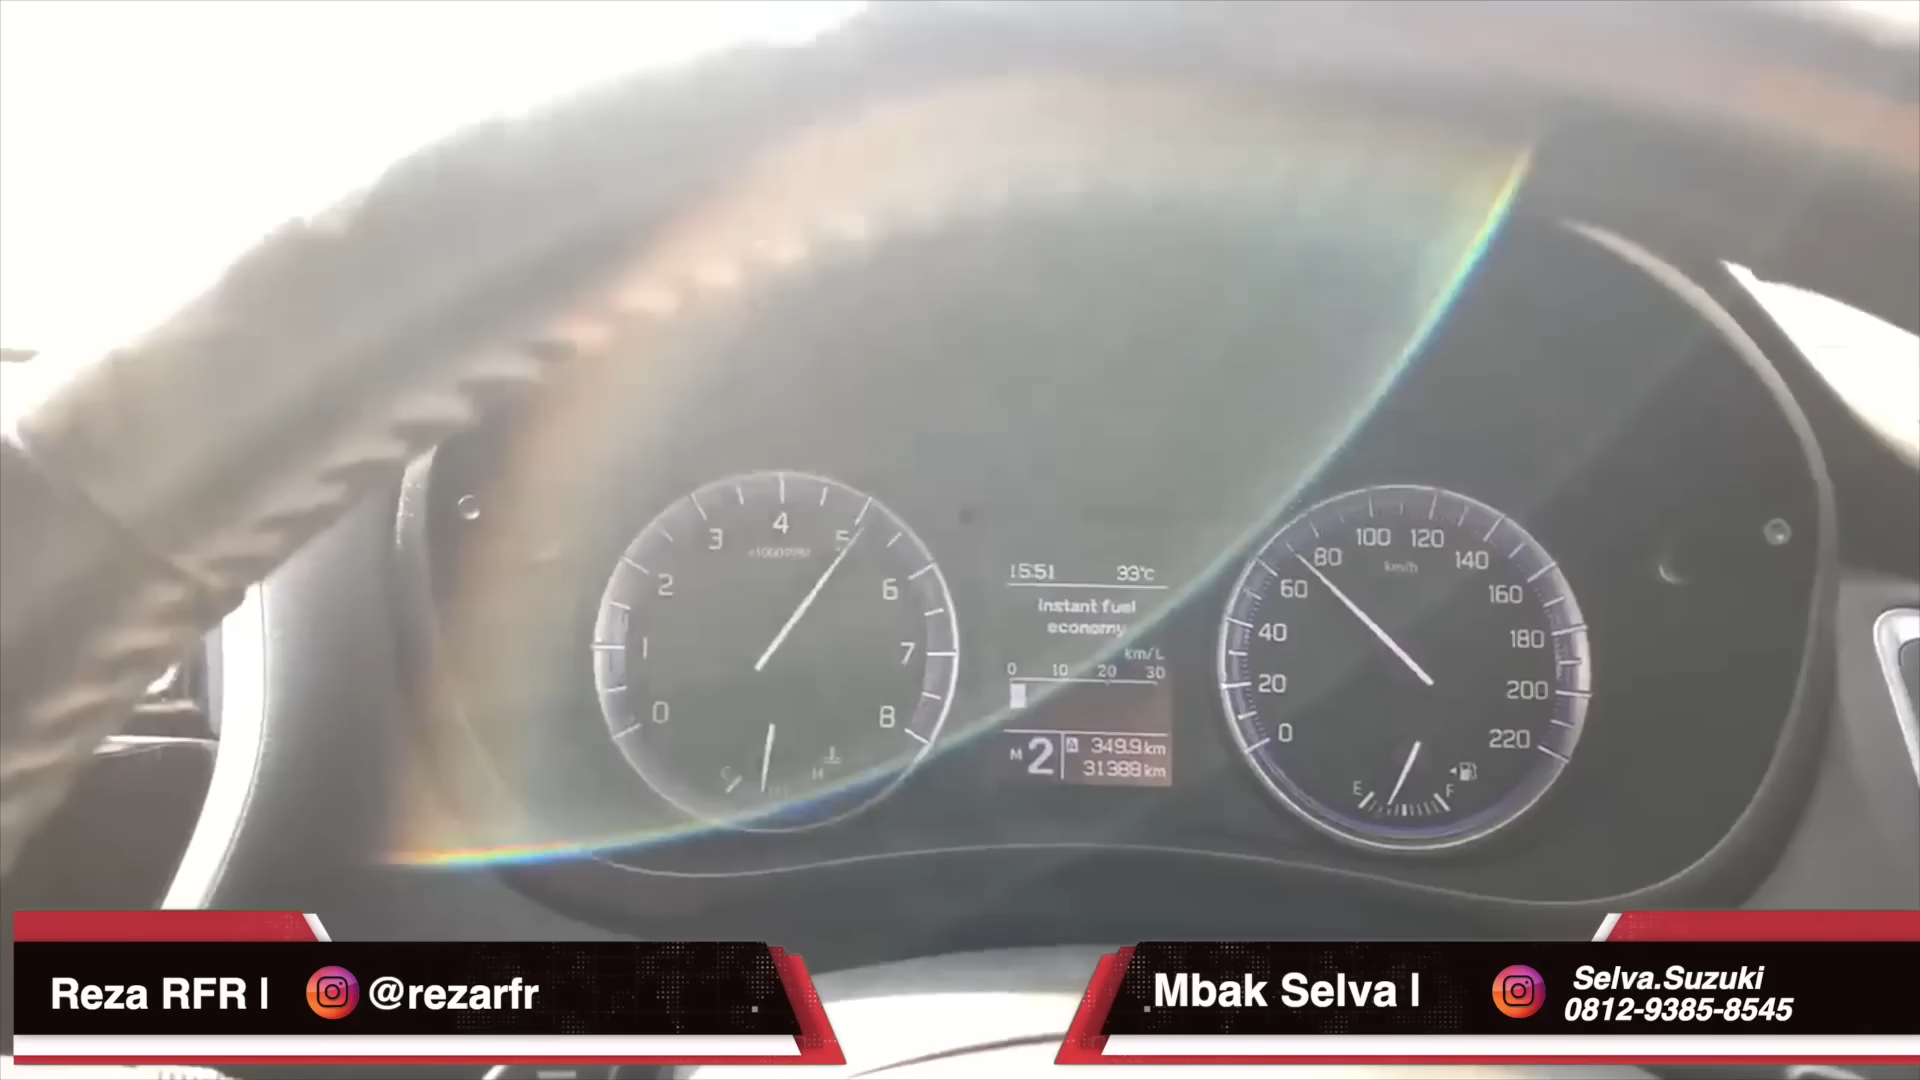 0
1
2
3
4
5
6
7
8
x1000RPM
H
15:51 33°C
Instant fuel
economy
km/L
0 10 20 30
M 2 A 349.9 km
31388 km
0
20
40
60
80
100
120
140
160
180
200
220
km/h
E F
Reza RFR | @rezarfr
Mbak Selva | Selva.Suzuki
0812-9385-8545